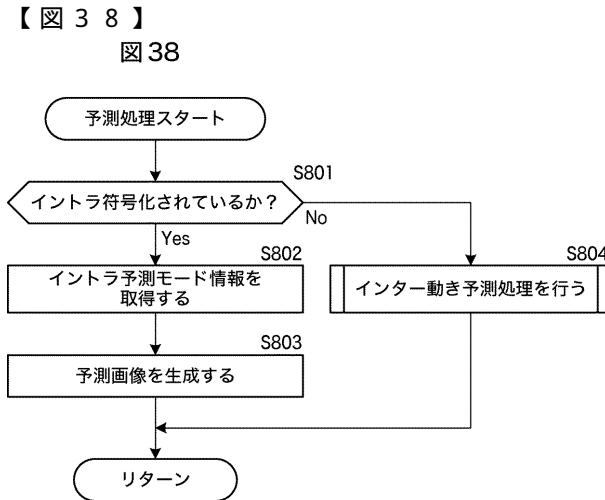 【図３８】
図38
予測処理スタート
S801
イントラ符号化されているか？
No
Yes
S802
イントラ予測モード情報を
取得する
S804
インター動き予測処理を行う
S803
予測画像を生成する
リターン